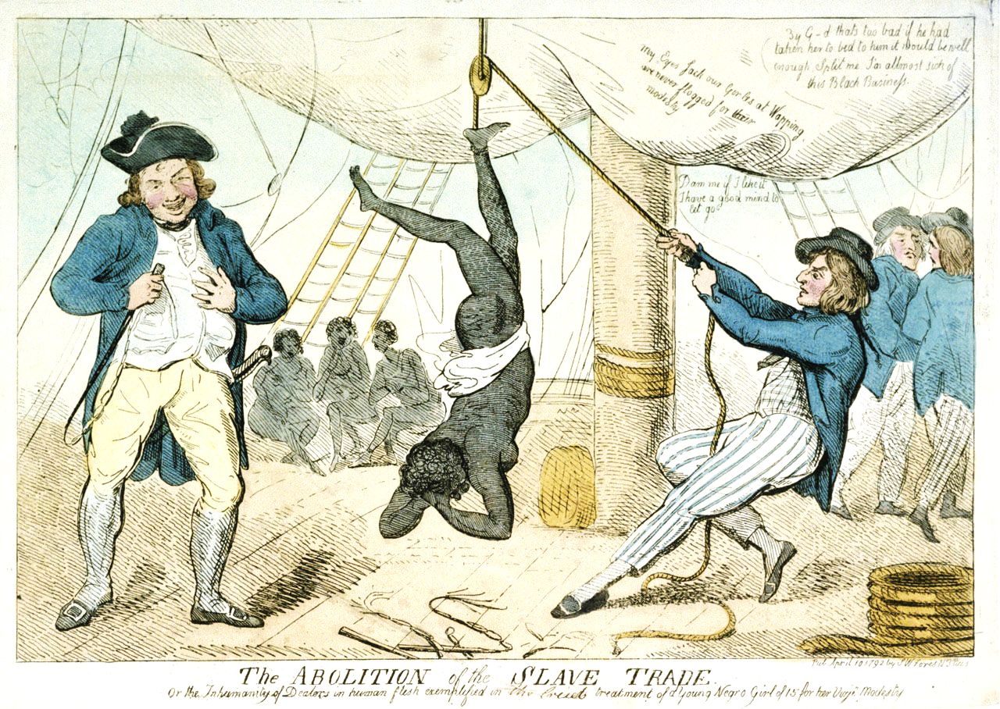 By G-d thats too bad if he had
taken her to bed to him it would be well
enough Split me I'm allmost sick of
this Black Business
My Eyes Jack our Girles at Wapping
are never flogged for their
modesty
Dam me if I like it
I have a good mind to
let go
The ABOLITION of the SLAVE TRADE.
Pub April 10 1792 by SW Fores N 3 Picc
Or the Inhumanity of Dealers in human flesh exemplified in the cruel treatment of a Young Negro Girl of 15 for her Virjn Modesty